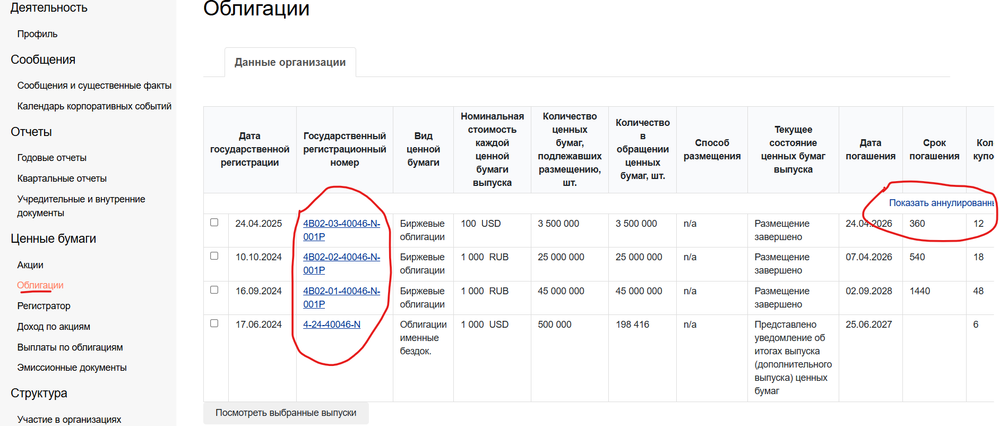 Деятельность
Профиль
Сообщения
Сообщения и существенные факты
Календарь корпоративных событий
Отчеты
Годовые отчеты
Квартальные отчеты
Учредительные и внутренние
документы
Ценные бумаги
Акции
Облигации
Регистратор
Доход по акциям
Выплаты по облигациям
Эмиссионные документы
Структура
Участие в организациях
Облигации
Данные организации
Дата
государственной
регистрации
Государственный
регистрационный
номер
Вид
ценной
бумаги
Номинальная
стоимость
каждой
ценной
бумаги
выпуска
Количество
ценных
бумаг,
подлежавших
размещению,
шт.
Количество
в
обращении
ценных
бумаг, шт.
Способ
размещения
Текущее
состояние
ценных бумаг
выпуска
Дата
погашения
Срок
погашения
Кол
купо
Показать аннулированн
24.04.2025
4B02-03-40046-N-
001P
Биржевые
облигации
100 USD
3 500 000
3 500 000
n/a
Размещение
завершено
24.04.2026
360
12
10.10.2024
4B02-02-40046-N-
001P
Биржевые
облигации
1 000 RUB
25 000 000
25 000 000
n/a
Размещение
завершено
07.04.2026
540
18
16.09.2024
4B02-01-40046-N-
001P
Биржевые
облигации
1 000 RUB
45 000 000
45 000 000
n/a
Размещение
завершено
02.09.2028
1440
48
17.06.2024
4-24-40046-N
Облигации
именные
бездок.
1 000 USD
500 000
198 416
n/a
Представлено
уведомление об
итогах выпуска
(дополнительного
выпуска) ценных
бумаг
25.06.2027
6
Посмотреть выбранные выпуски